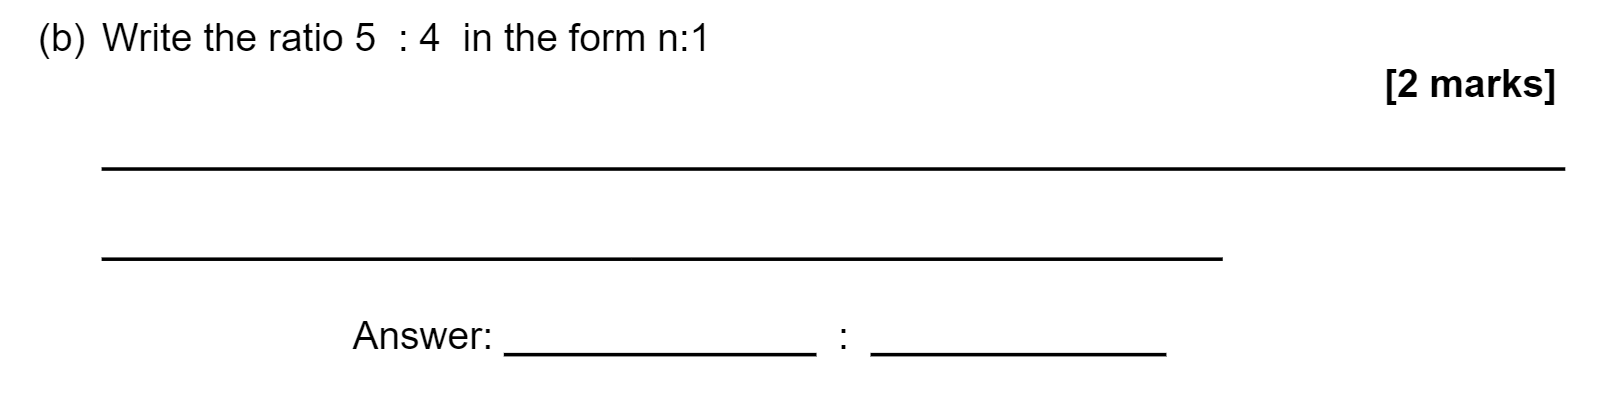 (b) Write the ratio 5 : 4 in the form n:1
[2 marks]
Answer: :